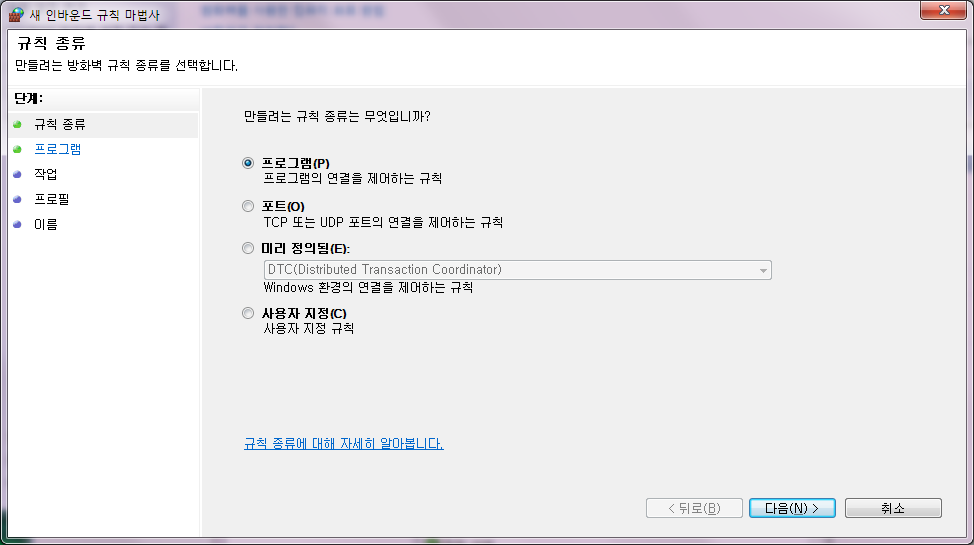 새 인바운드 규칙 마법사
규칙 종류
만들려는 방화벽 규칙 종류를 선택합니다.
단계:
규칙 종류
프로그램
작업
프로필
이름
만들려는 규칙 종류는 무엇입니까?
프로그램(P)
프로그램의 연결을 제어하는 규칙
포트(O)
TCP 또는 UDP 포트의 연결을 제어하는 규칙
미리 정의됨(E):
DTC(Distributed Transaction Coordinator)
Windows 환경의 연결을 제어하는 규칙
사용자 지정(C)
사용자 지정 규칙
규칙 종류에 대해 자세히 알아봅니다.
< 뒤로(B)
다음(N) >
취소